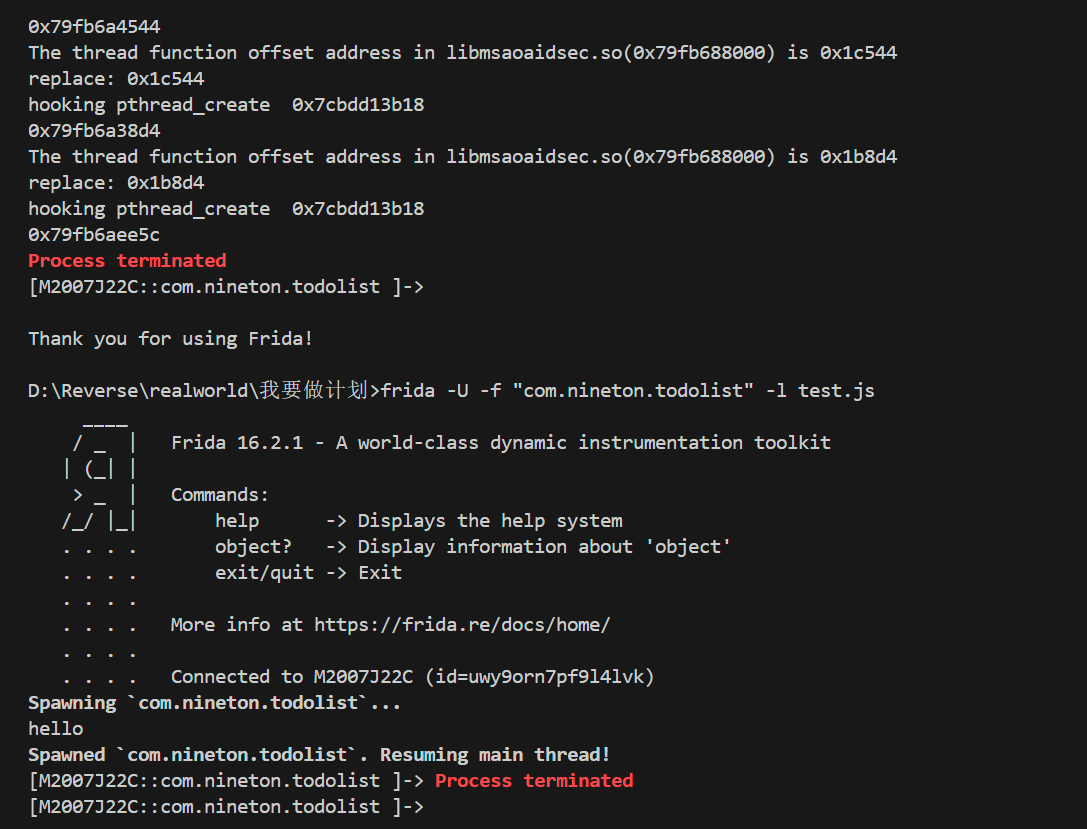 0x79fb6a4544
The thread function offset address in libmsaoaidsec.so(0x79fb688000) is 0x1c544
replace: 0x1c544
hooking pthread_create  0x7cbdd13b18
0x79fb6a38d4
The thread function offset address in libmsaoaidsec.so(0x79fb688000) is 0x1b8d4
replace: 0x1b8d4
hooking pthread_create  0x7cbdd13b18
0x79fb6aee5c
Process terminated
[M2007J22C::com.nineton.todolist ]->
Thank you for using Frida!
D:\Reverse\realworld\我要做计划>frida -U -f "com.nineton.todolist" -l test.js
     ____
    / _  |   Frida 16.2.1 - A world-class dynamic instrumentation toolkit
   | (_| |
    > _  |   Commands:
   /_/ |_|       help      -> Displays the help system
   . . . .       object?   -> Display information about 'object'
   . . . .       exit/quit -> Exit
   . . . .
   . . . .   More info at https://frida.re/docs/home/
   . . . .
   . . . .   Connected to M2007J22C (id=uwy9orn7pf9l4lvk)
Spawning `com.nineton.todolist`...
hello
Spawned `com.nineton.todolist`. Resuming main thread!
[M2007J22C::com.nineton.todolist ]-> Process terminated
[M2007J22C::com.nineton.todolist ]->